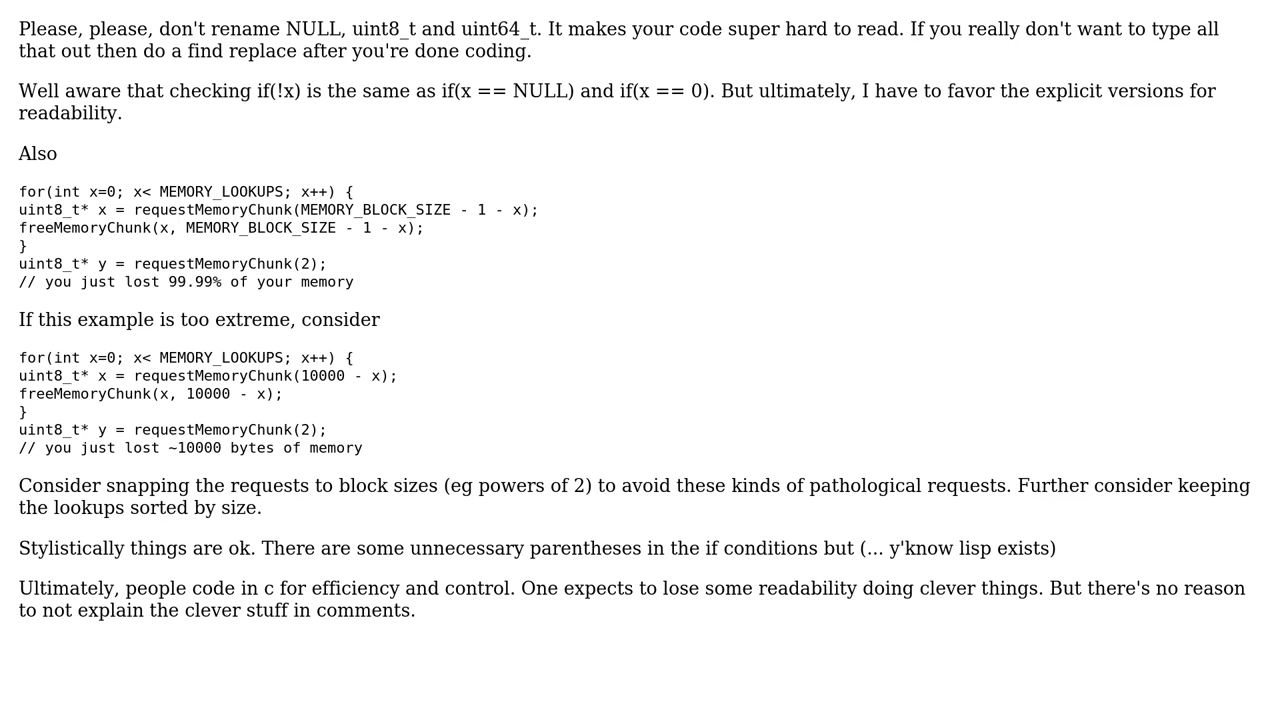 Please, please, don't rename NULL, uint8_t and uint64_t. It makes your code super hard to read. If you really don't want to type all
that out then do a find replace after you're done coding.
Well aware that checking if(!x) is the same as if(x == NULL) and if(x == 0). But ultimately, I have to favor the explicit versions for
readability.
Also
for(int x=0; x< MEMORY_LOOKUPS; x++) {
uint8_t* x = requestMemoryChunk(MEMORY_BLOCK_SIZE - 1 - x);
freeMemoryChunk(x, MEMORY_BLOCK_SIZE - 1 - x);
}
uint8_t* y = requestMemoryChunk(2);
// you just lost 99.99% of your memory
If this example is too extreme, consider
for(int x=0; x< MEMORY_LOOKUPS; x++) {
uint8_t* x = requestMemoryChunk(10000 - x);
freeMemoryChunk(x, 10000 - x);
}
uint8_t* y = requestMemoryChunk(2);
// you just lost ~10000 bytes of memory
Consider snapping the requests to block sizes (eg powers of 2) to avoid these kinds of pathological requests. Further consider keeping
the lookups sorted by size.
Stylistically things are ok. There are some unnecessary parentheses in the if conditions but (... y'know lisp exists)
Ultimately, people code in c for efficiency and control. One expects to lose some readability doing clever things. But there's no reason
to not explain the clever stuff in comments.